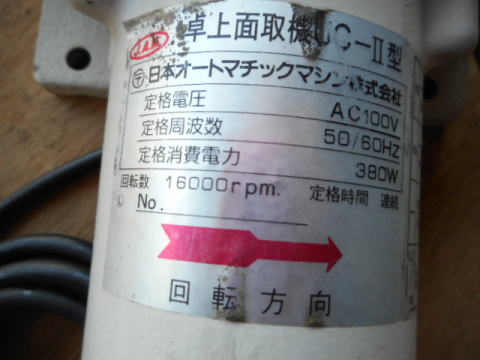 JAM 卓上面取機UC-Ⅱ型
〒 日本オートマチックマシン株式会社
定格電圧 AC100V
定格周波数 50/60HZ
定格消費電力 380W
回転数 16000rpm. 定格時間 連続
No.
回転方向